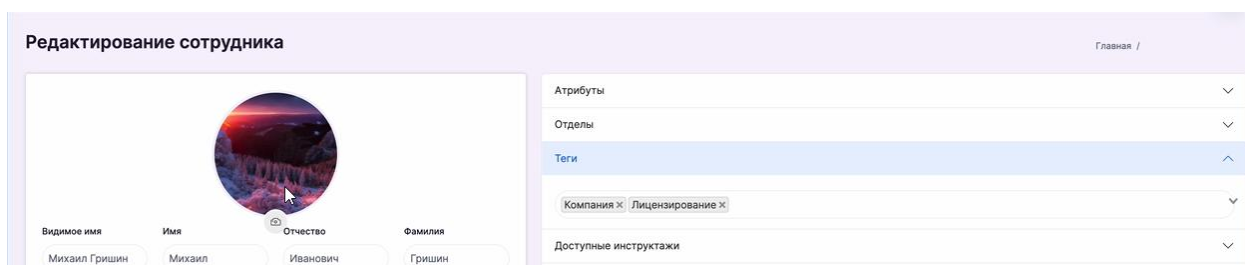 Редактирование сотрудника
Главная /
Атрибуты
Отделы
Теги
Компания × Лицензирование ×
Доступные инструктажи
Видимое имя Имя Отчество Фамилия
Михаил Гришин Михаил Иванович Гришин